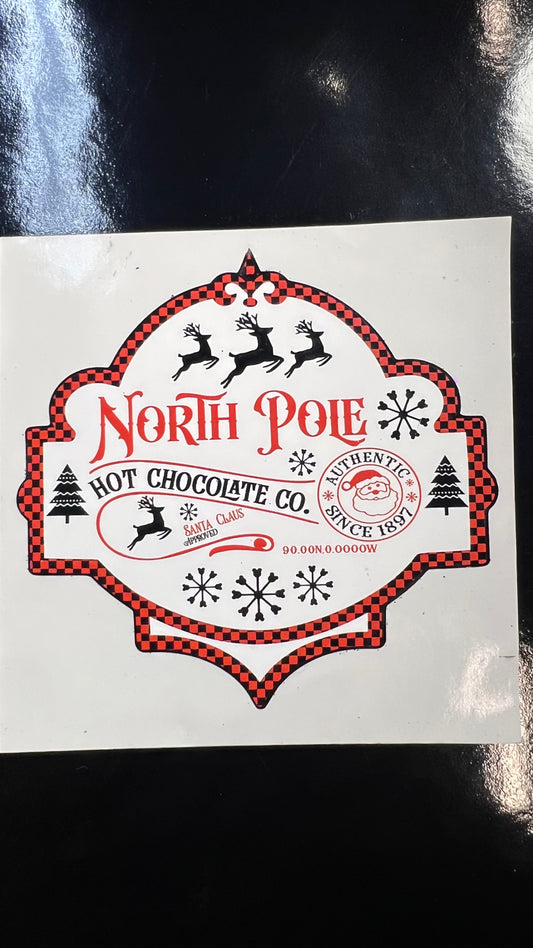 NORTH POLE
HOT CHOCOLATE CO.
SANTA CLAUS
APPROVED
AUTHENTIC
SINCE 1897
90.00N,0.0000W